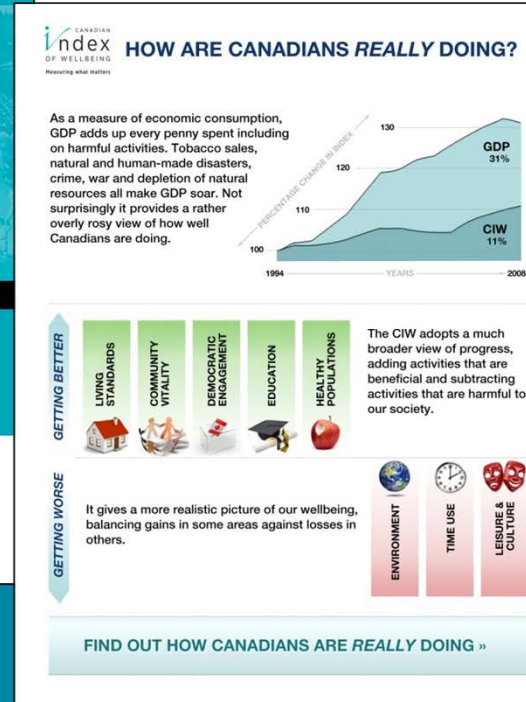 CANADIAN
index
OF WELLBEING
Measuring what matters
HOW ARE CANADIANS REALLY DOING?
As a measure of economic consumption,
GDP adds up every penny spent including
on harmful activities. Tobacco sales,
natural and human-made disasters,
crime, war and depletion of natural
resources all make GDP soar. Not
surprisingly it provides a rather
overly rosy view of how well
Canadians are doing.
PERCENTAGE CHANGE IN INDEX
130
120
110
100
GDP
31%
CIW
11%
1994
YEARS
2008
GETTING BETTER
LIVING
STANDARDS
COMMUNITY
VITALITY
DEMOCRATIC
ENGAGEMENT
EDUCATION
HEALTHY
POPULATIONS
The CIW adopts a much
broader view of progress,
adding activities that are
beneficial and subtracting
activities that are harmful to
our society.
GETTING WORSE
It gives a more realistic picture of our wellbeing,
balancing gains in some areas against losses in
others.
ENVIRONMENT
TIME USE
LEISURE &
CULTURE
FIND OUT HOW CANADIANS ARE REALLY DOING »